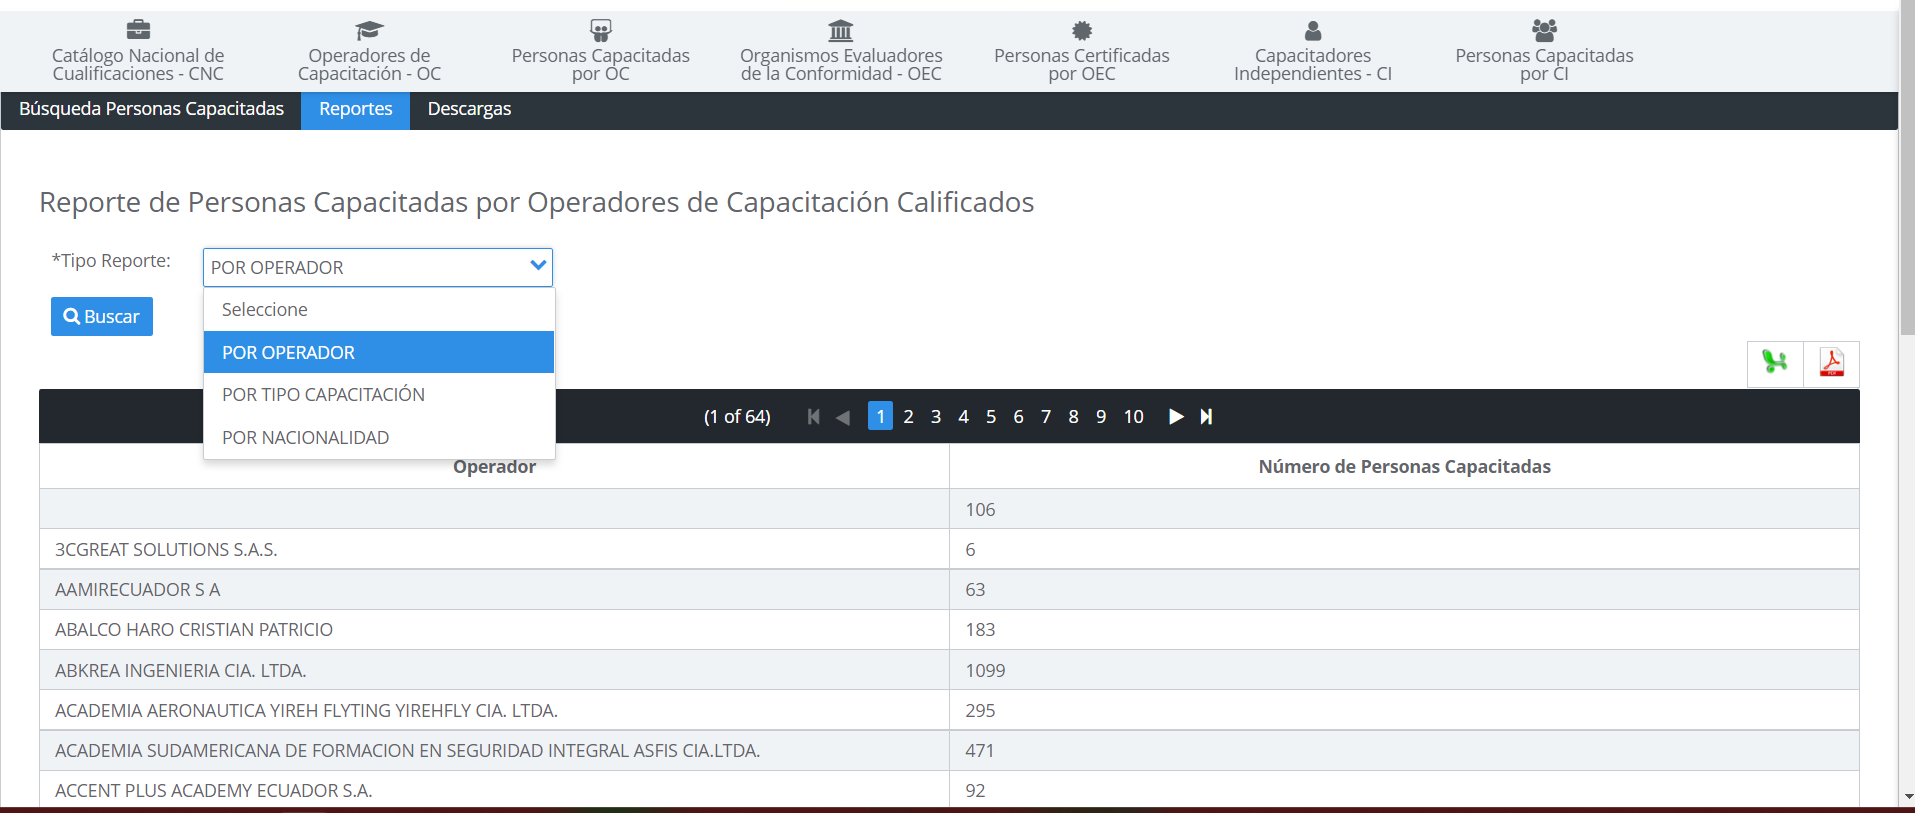 Catálogo Nacional de
Cualificaciones - CNC
Operadores de
Capacitación - OC
Personas Capacitadas
por OC
Organismos Evaluadores
de la Conformidad - OEC
Personas Certificadas
por OEC
Capacitadores
Independientes - CI
Personas Capacitadas
por CI
Búsqueda Personas Capacitadas Reportes Descargas
Reporte de Personas Capacitadas por Operadores de Capacitación Calificados
*Tipo Reporte: POR OPERADOR
Seleccione
Buscar
POR OPERADOR
POR TIPO CAPACITACIÓN
POR NACIONALIDAD
(1 of 64) 1 2 3 4 5 6 7 8 9 10
Operador Número de Personas Capacitadas
106
3CGREAT SOLUTIONS S.A.S. 6
AAMIRECUADOR S A 63
ABALCO HARO CRISTIAN PATRICIO 183
ABKREA INGENIERIA CIA. LTDA. 1099
ACADEMIA AERONAUTICA YIREH FLYTING YIREHFLY CIA. LTDA. 295
ACADEMIA SUDAMERICANA DE FORMACION EN SEGURIDAD INTEGRAL ASFIS CIA.LTDA. 471
ACCENT PLUS ACADEMY ECUADOR S.A. 92